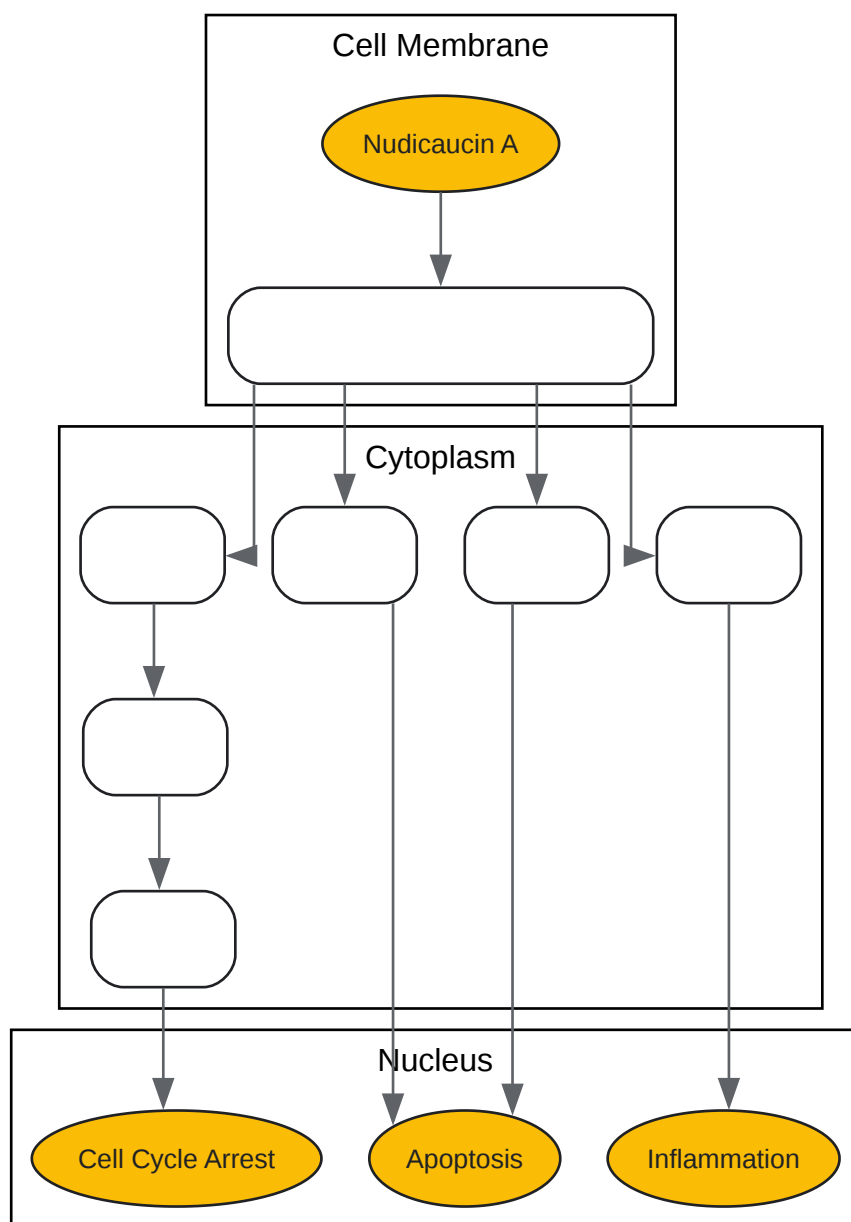 Cell Membrane
Nudicaucin A
Cytoplasm
Nucleus
Cell Cycle Arrest
Apoptosis
Inflammation